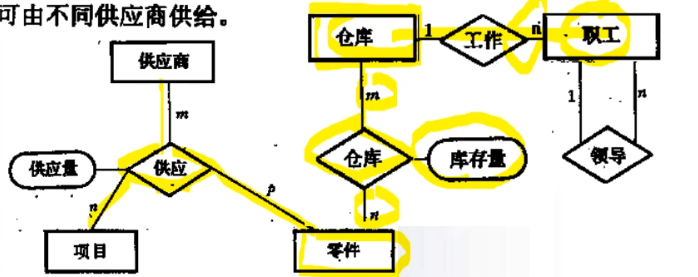 可由不同供应商供给。
仓库 1 工作 n 职工
供应商
m m 1 n
供应量 供应 仓库 库存量 领导
n p n
项目 零件